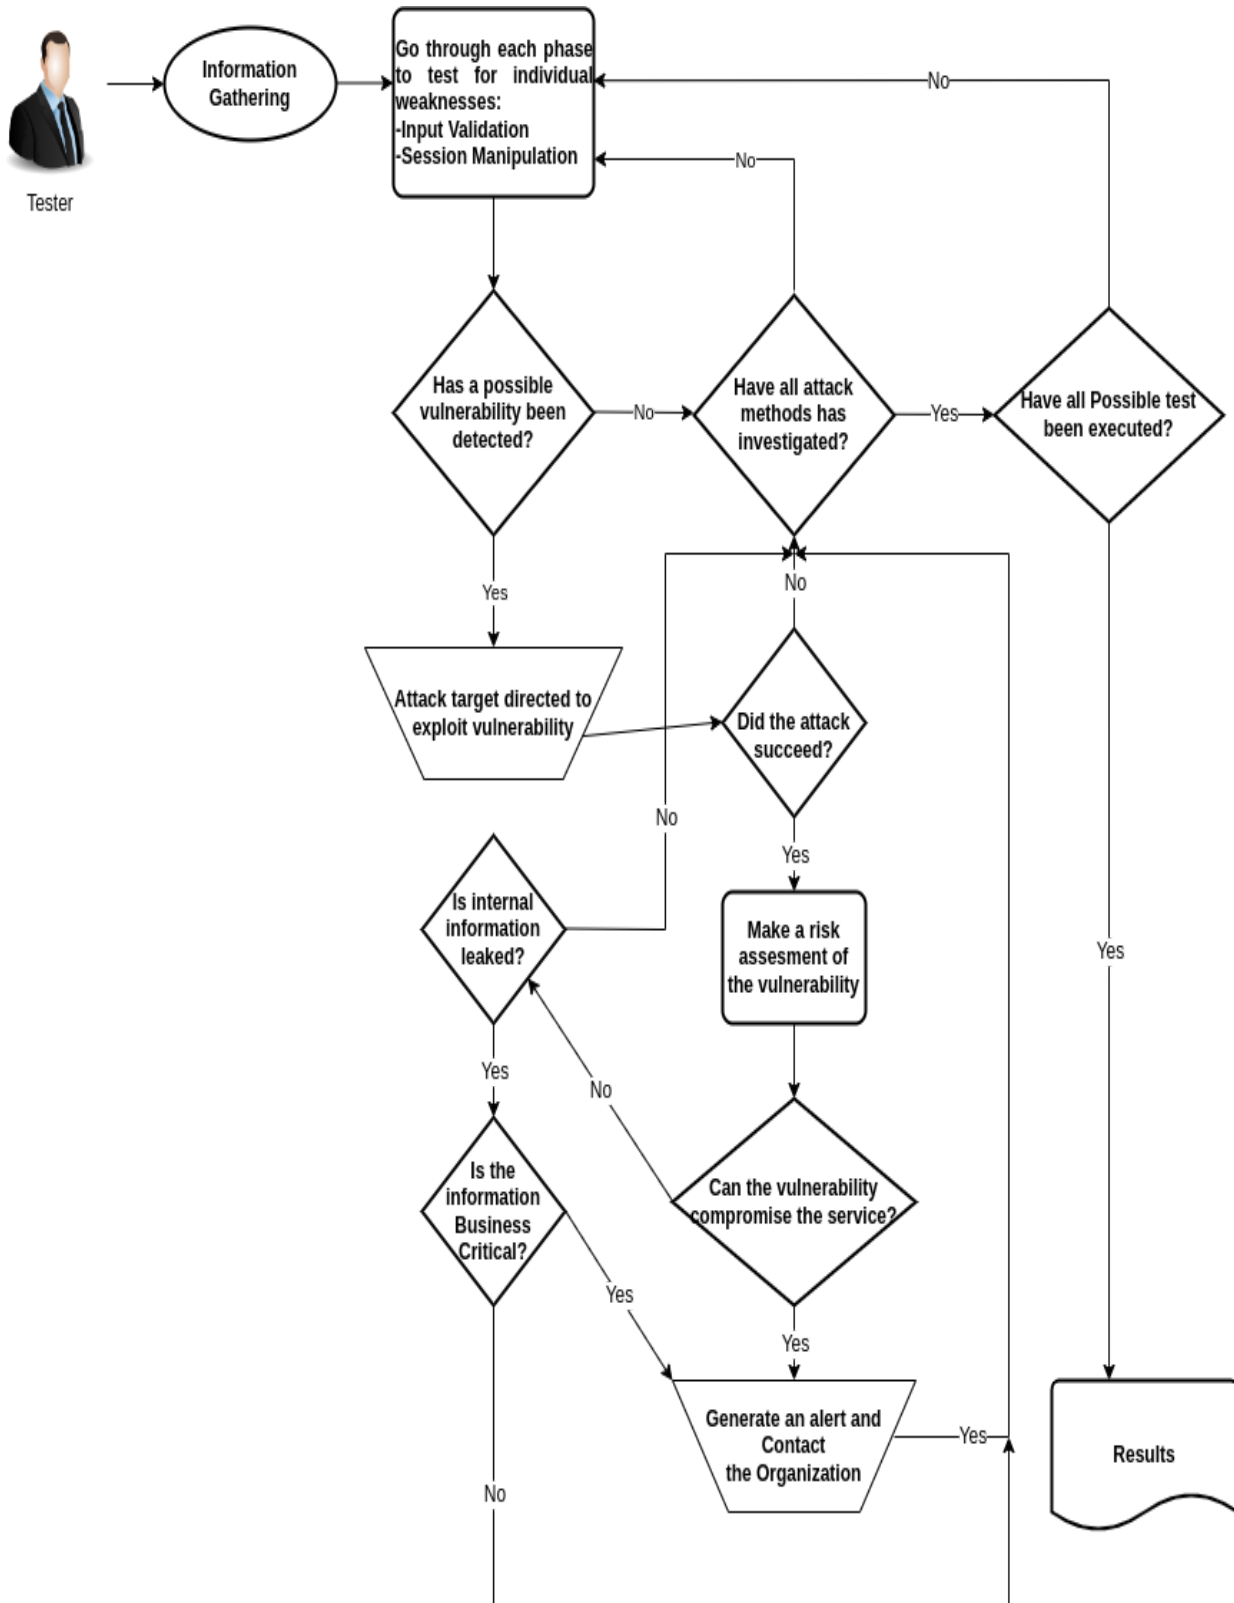 Information
Gathering
Go through each phase
to test for individual
weaknesses:
-Input Validation
-Session Manipulation
No
No
Tester
Has a possible
vulnerability been
detected?
No
Have all attack
methods has
investigated?
Yes
Have all Possible test
been executed?
Yes
No
Attack target directed to
exploit vulnerability
Did the attack
succeed?
No
Yes
Is internal
information
leaked?
Make a risk
assesment of
the vulnerability
Yes
Yes
No
Is the
information
Business
Critical?
Can the vulnerability
compromise the service?
Yes
Yes
Generate an alert and
Contact
the Organization
Yes
Results
No